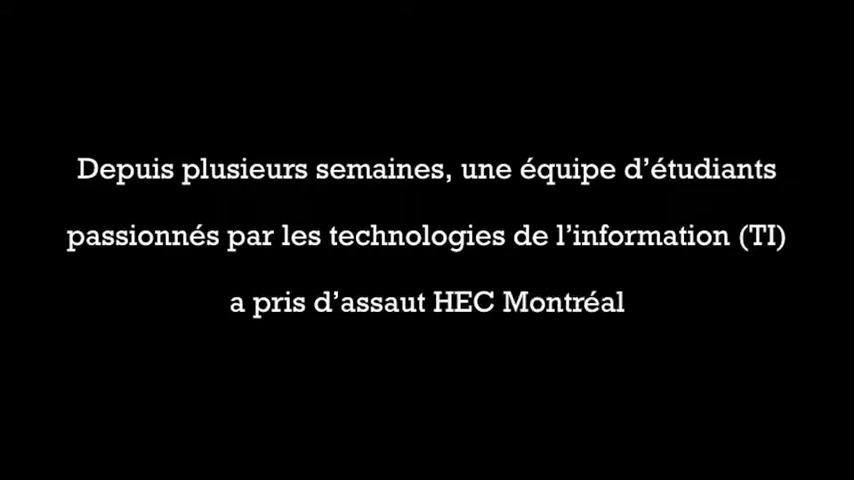 Depuis plusieurs semaines, une équipe d’étudiants
passionnés par les technologies de l’information (TI)
a pris d’assaut HEC Montréal